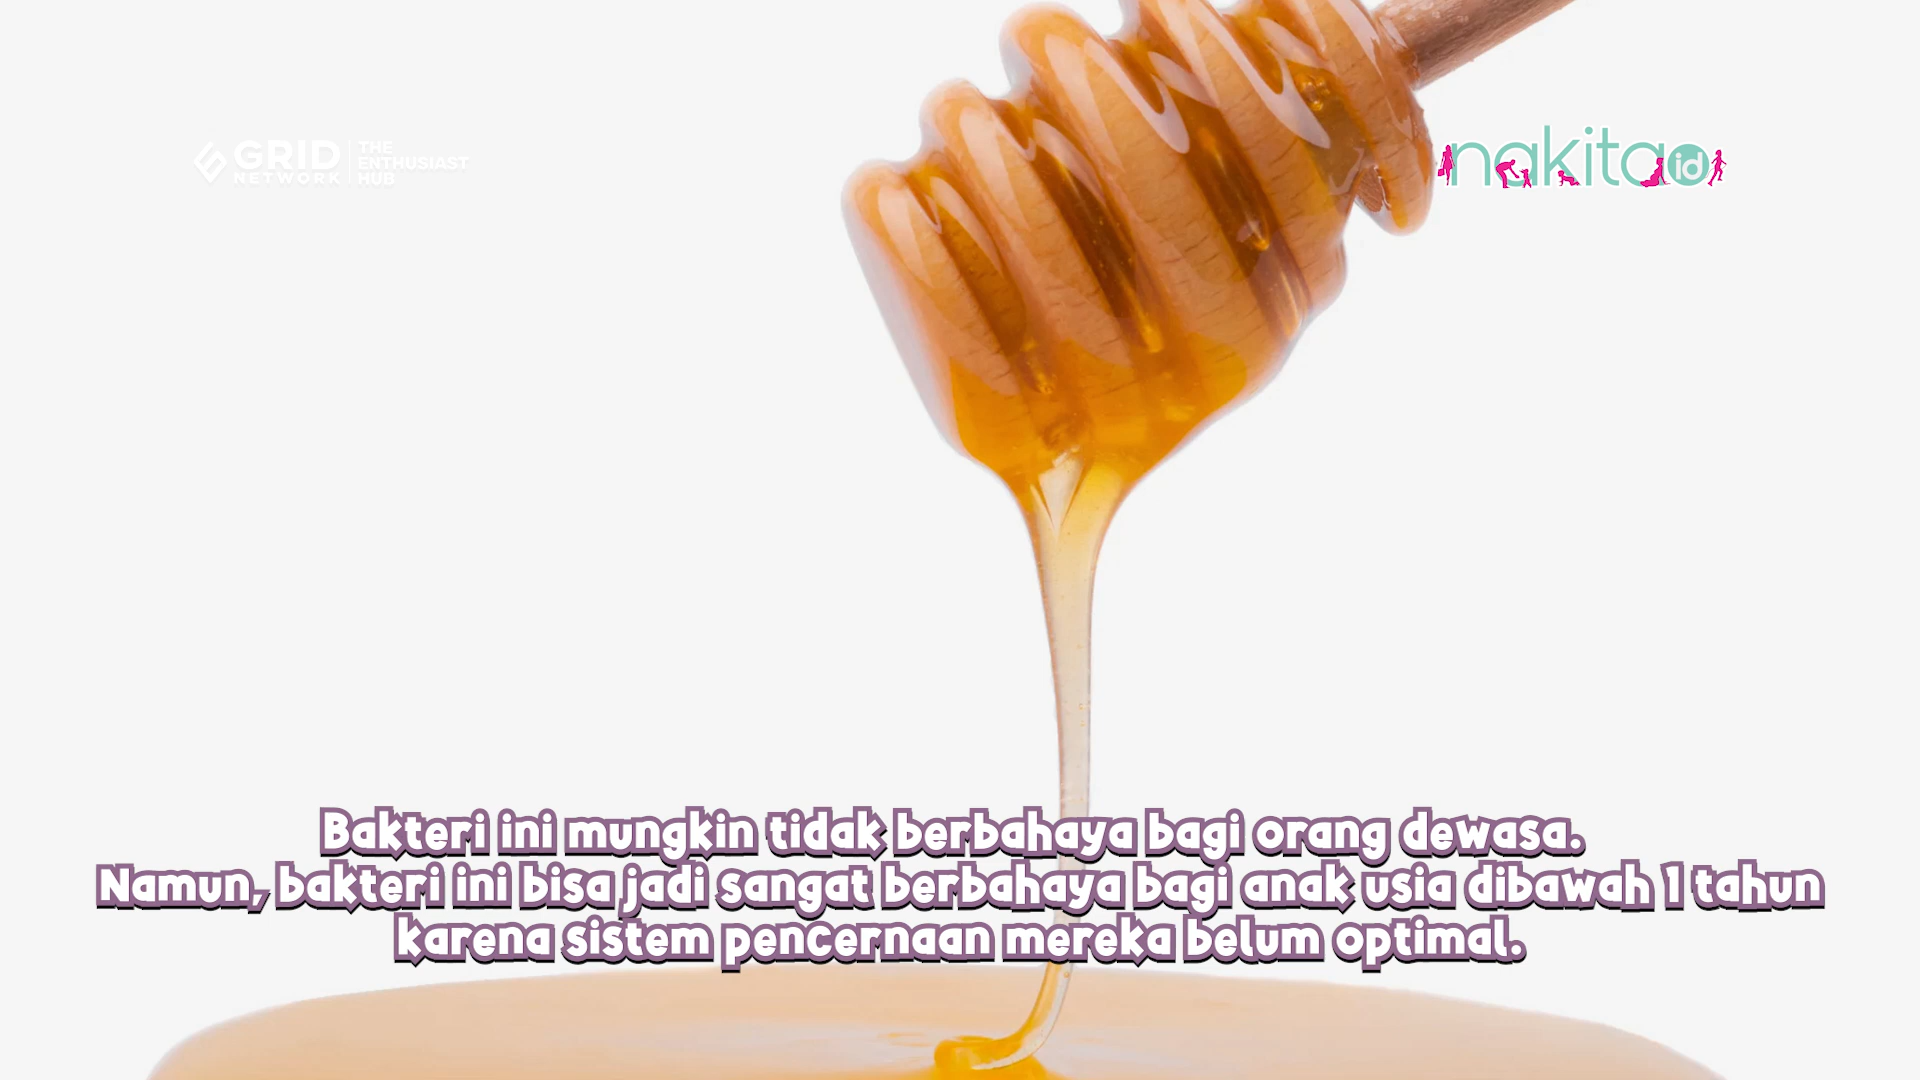 GRID NETWORK
THE ENTHUSIAST HUB
nakita id
Bakteri ini mungkin tidak berbahaya bagi orang dewasa.
Namun, bakteri ini bisa jadi sangat berbahaya bagi anak usia dibawah 1 tahun
karena sistem pencernaan mereka belum optimal.